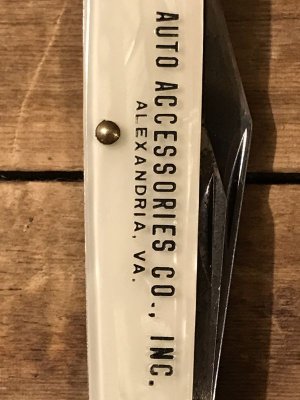 AUTO ACCESSORIES CO., INC.
ALEXANDRIA, VA.